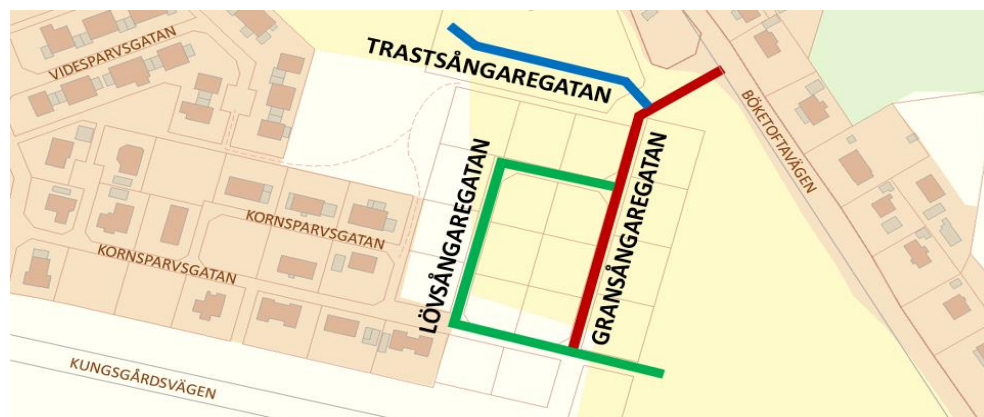 VIDESPARVSGATAN
TRASTSÅNGAREGATAN
BÖKETOFTAVÄGEN
LÖVSÅNGAREGATAN
GRANSÅNGAREGATAN
KORNSPARVSGATAN
KORNSPARVSGATAN
KUNGSGÅRDSVÄGEN